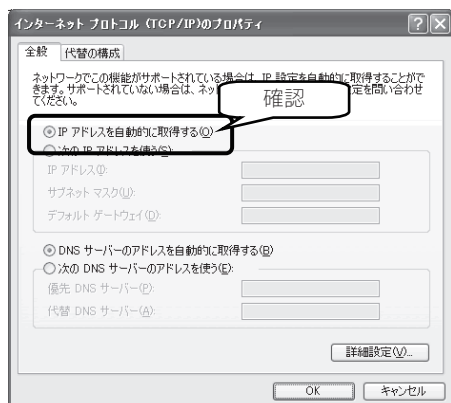 インターネット プロトコル (TCP/IP)のプロパティ
全般 代替の構成
ネットワークでこの機能がサポートされている場合は、IP 設定を自動的に取得することがで
きます。サポートされていない場合は、ネッ 定を問い合わせ
てください。
確認
IP アドレスを自動的に取得する(O)
次の IP アドレスを使う(S):
IP アドレス(I):
サブネット マスク(U):
デフォルト ゲートウェイ(D):
DNS サーバーのアドレスを自動的に取得する(B)
次の DNS サーバーのアドレスを使う(E):
優先 DNS サーバー(P):
代替 DNS サーバー(A):
詳細設定(V)...
OK キャンセル